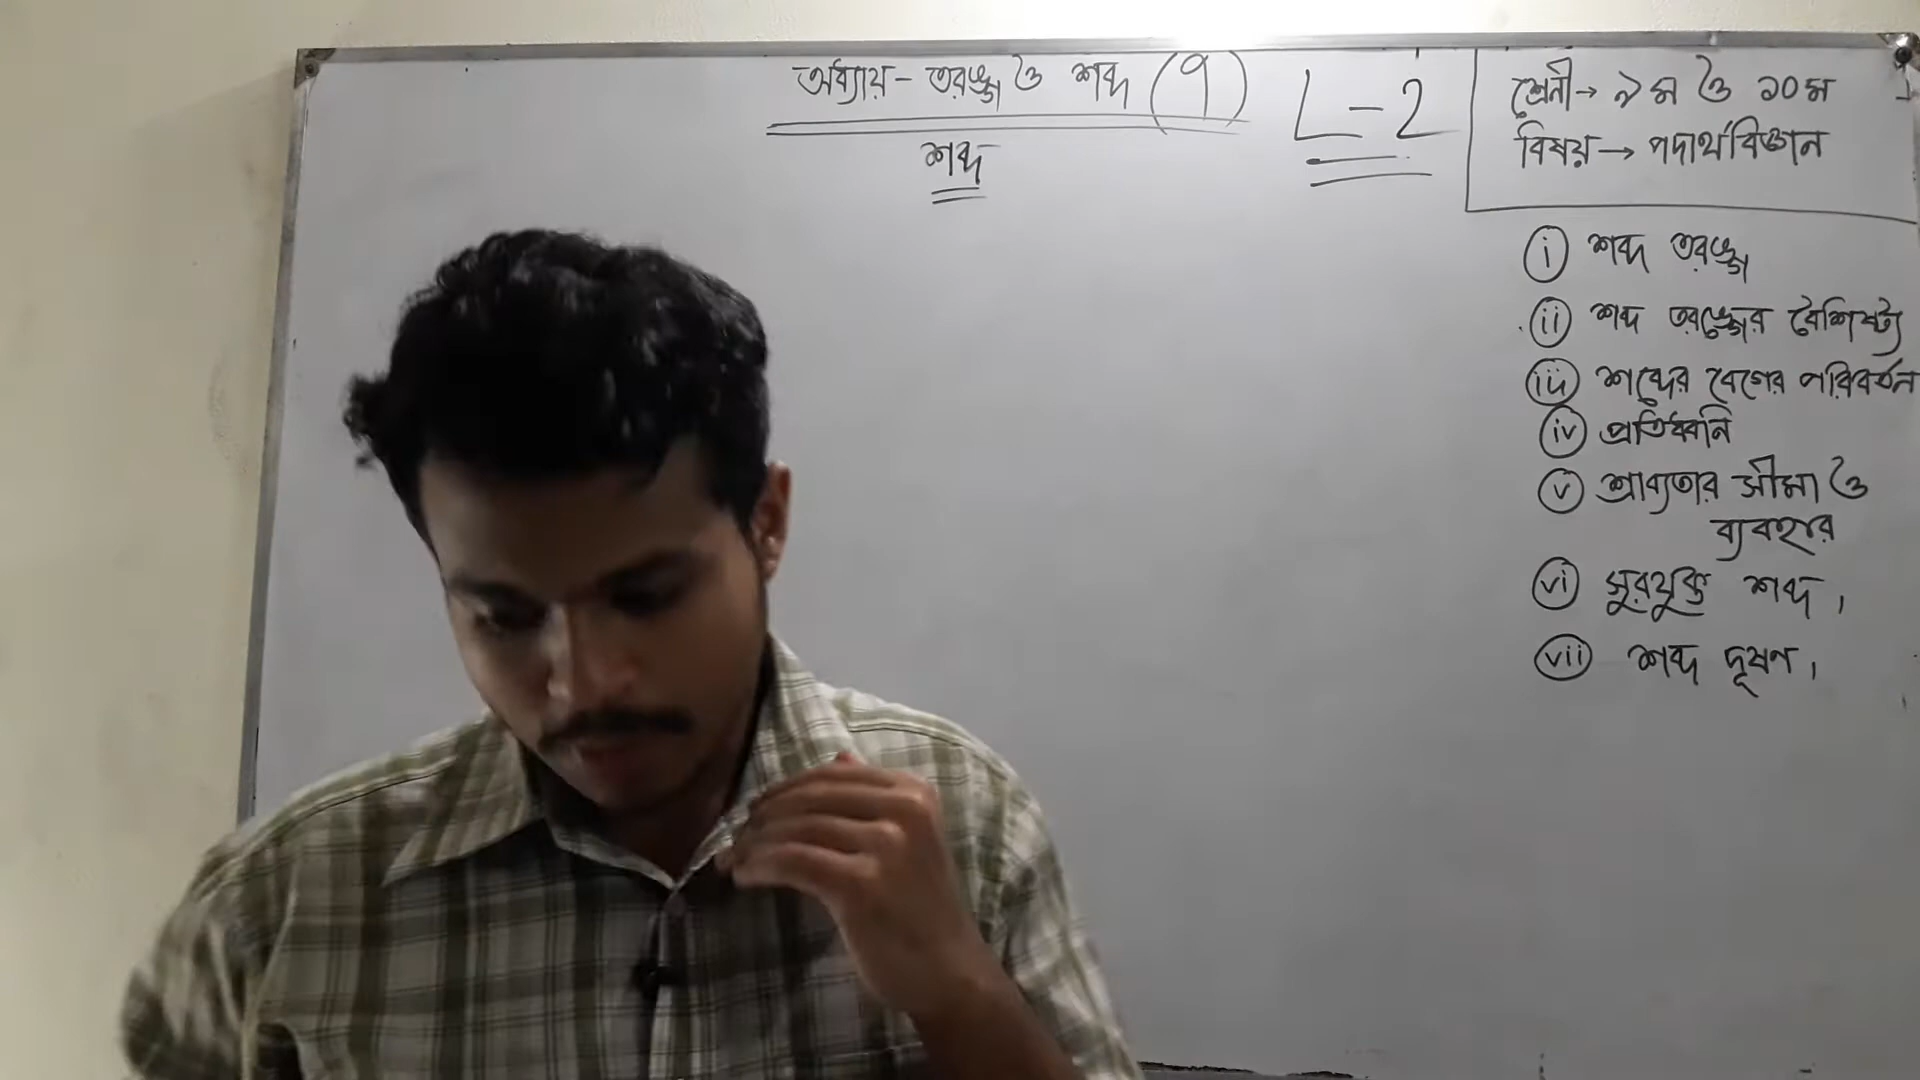 অধ্যায় - তরঙ্গ ও শব্দ (৭)
শব্দ
L - 2
শ্রেনী → ৯ম ও ১০ম
বিষয় → পদার্থবিজ্ঞান
(i) শব্দ তরঙ্গ
(ii) শব্দ তরঙ্গের বৈশিষ্ট্য
(iii) শব্দের বেগের পরিবর্তন
(iv) প্রতিধ্বনি
(v) শ্রাব্যতার সীমা ও
ব্যবহার
(vi) সুরযুক্ত শব্দ,
(vii) শব্দ দূষণ,